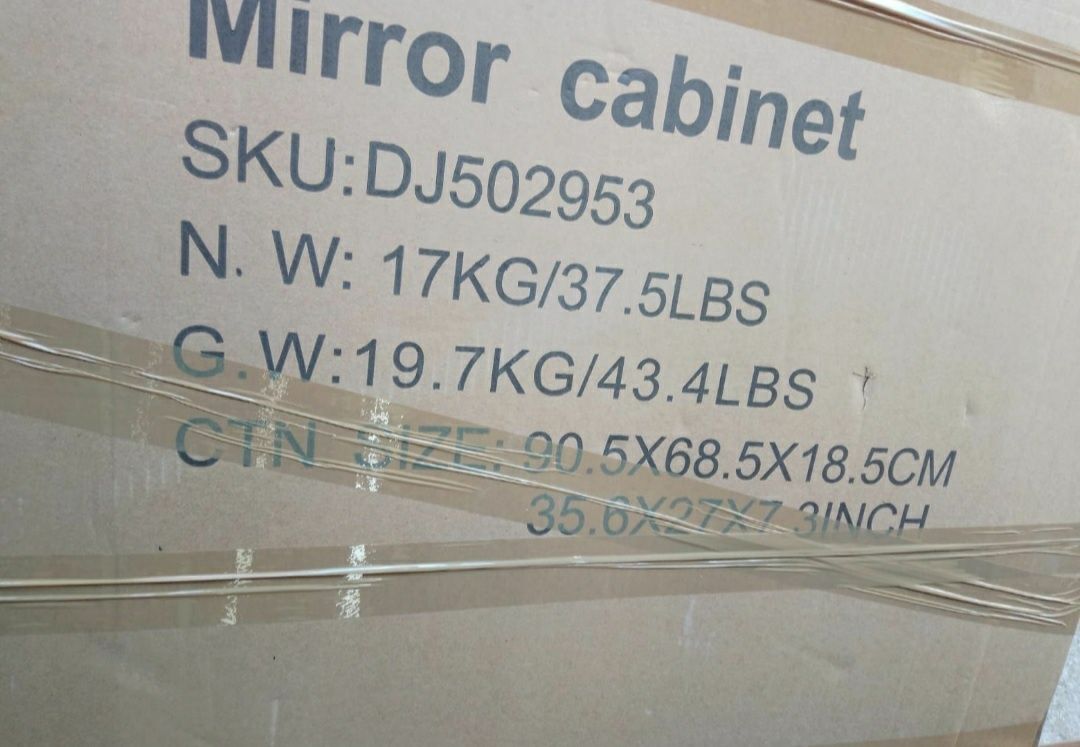 Mirror cabinet
SKU:DJ502953
N. W: 17KG/37.5LBS
G.W:19.7KG/43.4LBS
CTN SIZE: 90.5X68.5X18.5CM
35.6X27X7.3INCH